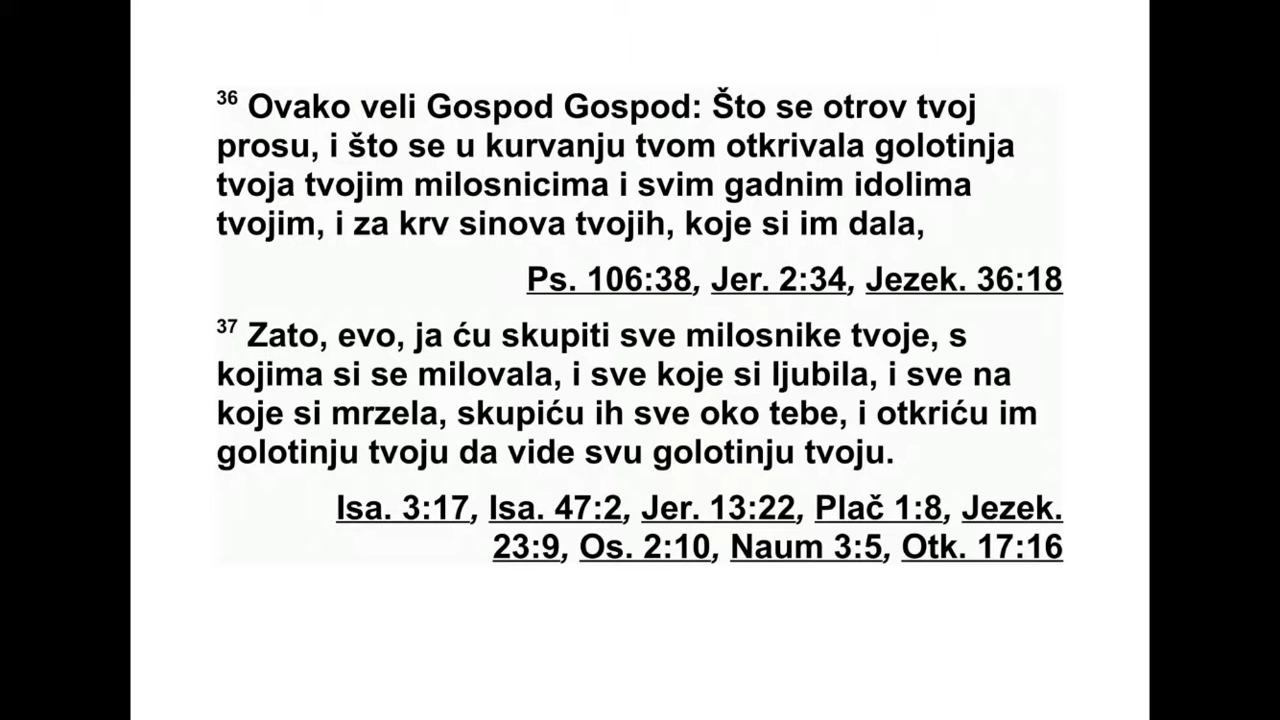 36 Ovako veli Gospod Gospod: Što se otrov tvoj
prosu, i što se u kurvanju tvom otkrivala golotinja
tvoja tvojim milosnicima i svim gadnim idolima
tvojim, i za krv sinova tvojih, koje si im dala,
Ps. 106:38, Jer. 2:34, Jezek. 36:18
37 Zato, evo, ja ću skupiti sve milosnike tvoje, s
kojima si se milovala, i sve koje si ljubila, i sve na
koje si mrzela, skupiću ih sve oko tebe, i otkriću im
golotinju tvoju da vide svu golotinju tvoju.
Isa. 3:17, Isa. 47:2, Jer. 13:22, Plač 1:8, Jezek.
23:9, Os. 2:10, Naum 3:5, Otk. 17:16